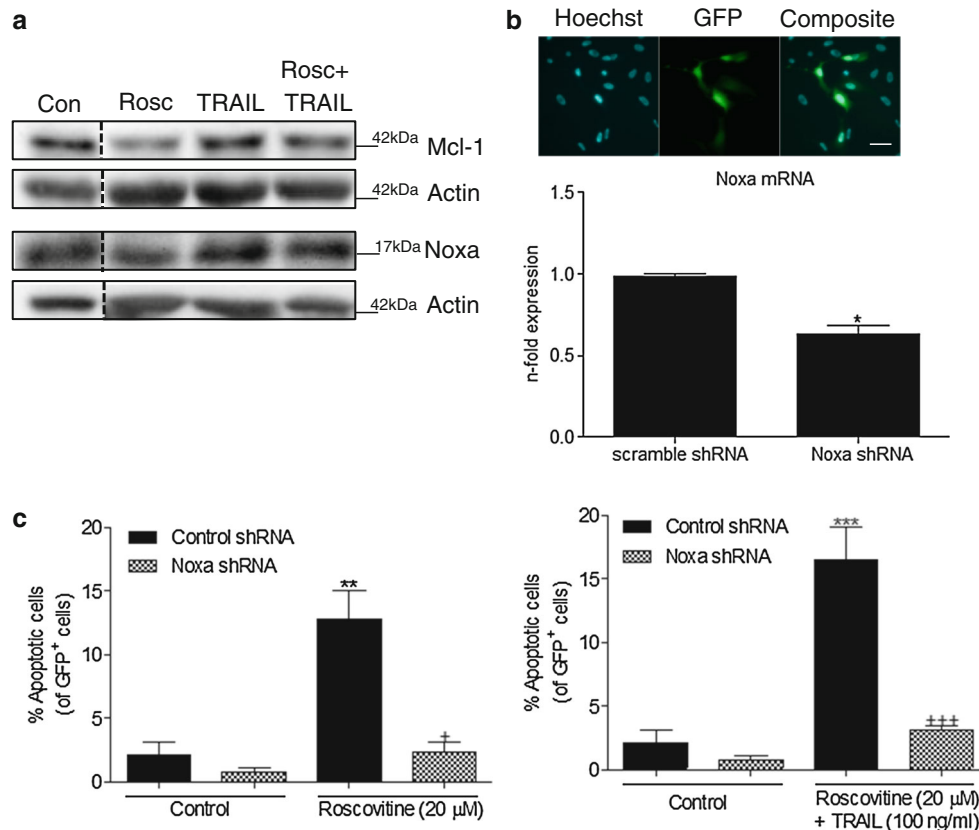 a
Con
Rosc
TRAIL
Rosc+
TRAIL
42kDa Mcl-1
42kDa Actin
17kDa Noxa
42kDa Actin
b
Hoechst GFP Composite
Noxa mRNA
n-fold expression
1.5
1.0
0.5
0.0
*
scramble shRNA
Noxa shRNA
c
% Apoptotic cells
(of GFP+ cells)
20
15
10
5
0
Control shRNA
Noxa shRNA
**
+
Control
Roscovitine (20 µM)
% Apoptotic cells
(of GFP+ cells)
20
15
10
5
0
Control shRNA
Noxa shRNA
***
+++
Control
Roscovitine (20 µM)
+ TRAIL (100 ng/ml)